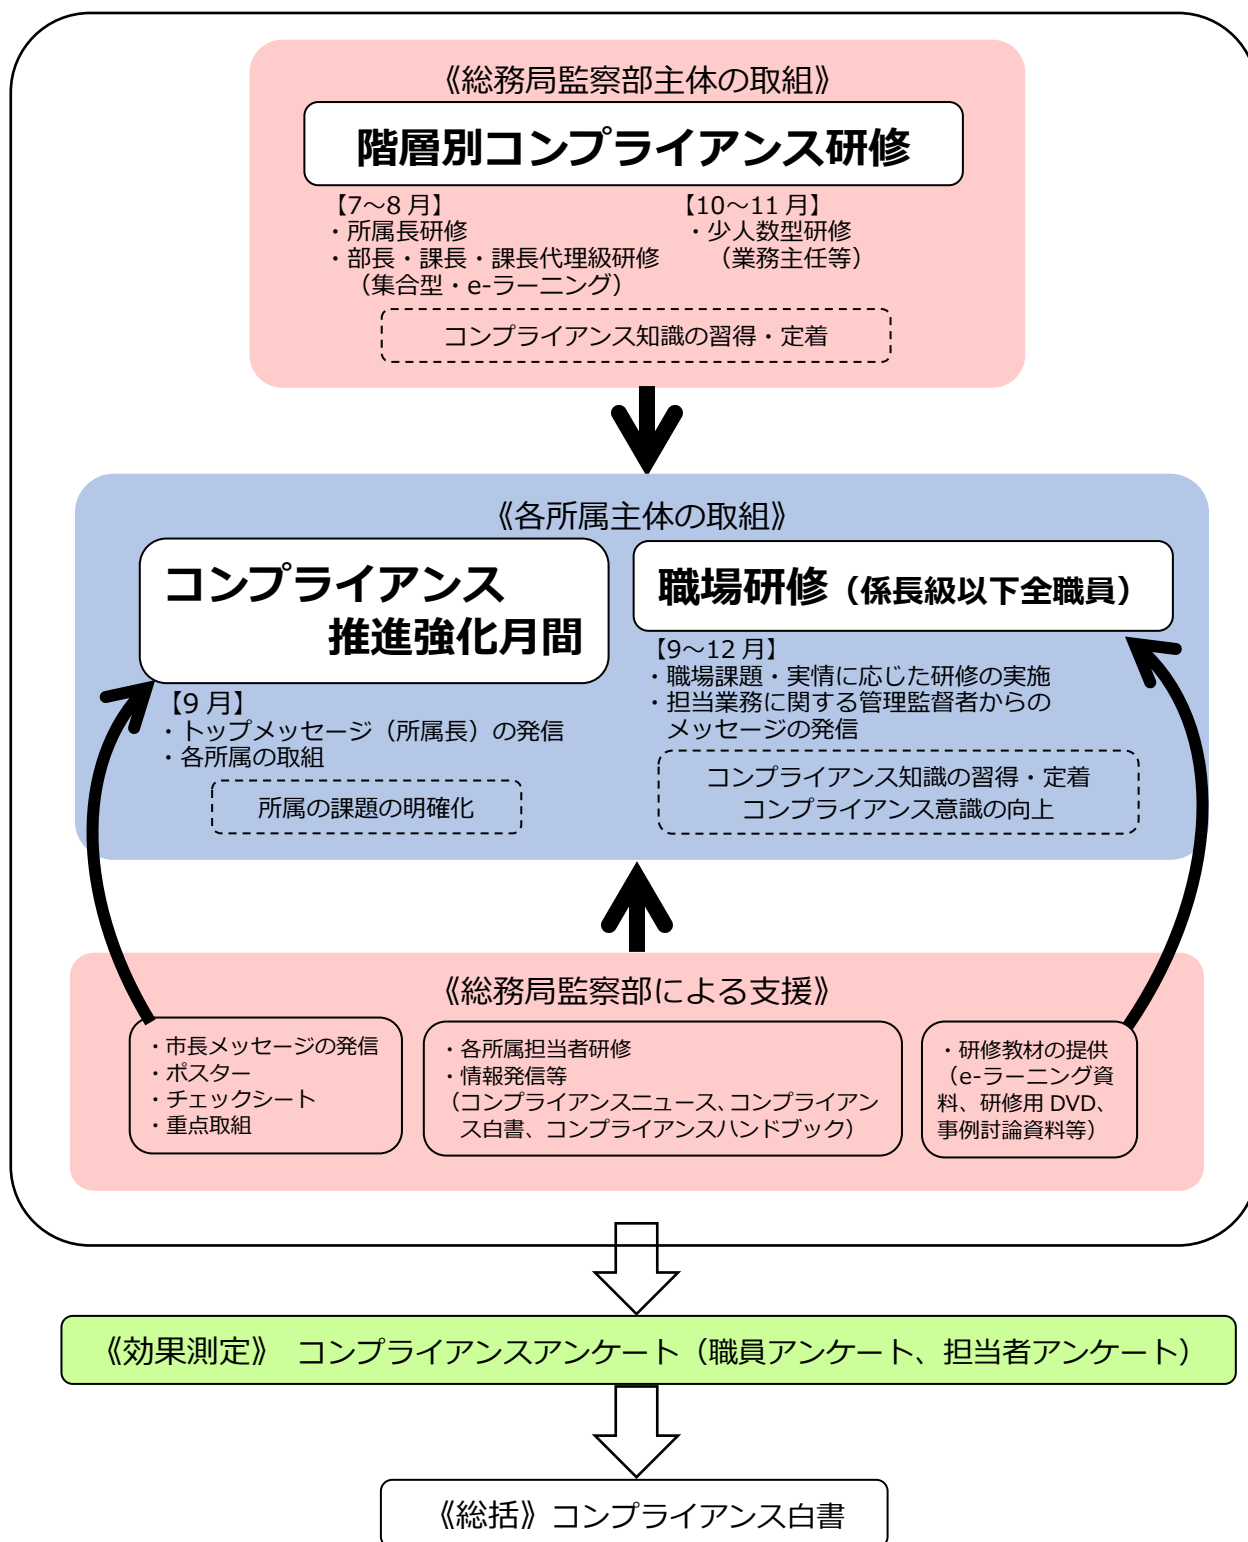 《総務局監察部主体の取組》
階層別コンプライアンス研修
【7～8 月】
・所属長研修
・部長・課長・課長代理級研修
（集合型・e-ラーニング）
【10～11 月】
・少人数型研修
（業務主任等）
コンプライアンス知識の習得・定着
《各所属主体の取組》
コンプライアンス
推進強化月間
【9 月】
・トップメッセージ（所属長）の発信
・各所属の取組
所属の課題の明確化
職場研修（係長級以下全職員）
【9～12 月】
・職場課題・実情に応じた研修の実施
・担当業務に関する管理監督者からの
メッセージの発信
コンプライアンス知識の習得・定着
コンプライアンス意識の向上
《総務局監察部による支援》
・市長メッセージの発信
・ポスター
・チェックシート
・重点取組
・各所属担当者研修
・情報発信等
（コンプライアンスニュース、コンプライアン
ス白書、コンプライアンスハンドブック）
・研修教材の提供
（e-ラーニング資
料、研修用 DVD、
事例討論資料等）
《効果測定》 コンプライアンスアンケート（職員アンケート、担当者アンケート）
《総括》コンプライアンス白書